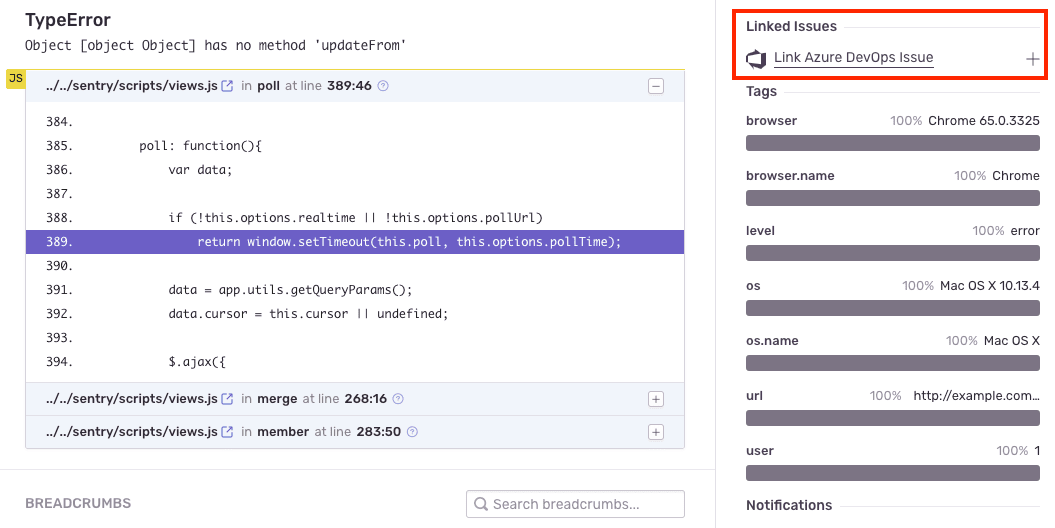 TypeError
Object [object Object] has no method 'updateFrom'
JS
../../sentry/scripts/views.js in poll at line 389:46
384.
385. poll: function(){
386. var data;
387.
388. if (!this.options.realtime || !this.options.pollUrl)
389. return window.setTimeout(this.poll, this.options.pollTime);
390.
391. data = app.utils.getQueryParams();
392. data.cursor = this.cursor || undefined;
393.
394. $.ajax({
../../sentry/scripts/views.js in merge at line 268:16
../../sentry/scripts/views.js in member at line 283:50
BREADCRUMBS
Search breadcrumbs...
Linked Issues
Link Azure DevOps Issue
Tags
browser 100% Chrome 65.0.3325
browser.name 100% Chrome
level 100% error
os 100% Mac OS X 10.13.4
os.name 100% Mac OS X
url 100% http://example.com...
user 100% 1
Notifications